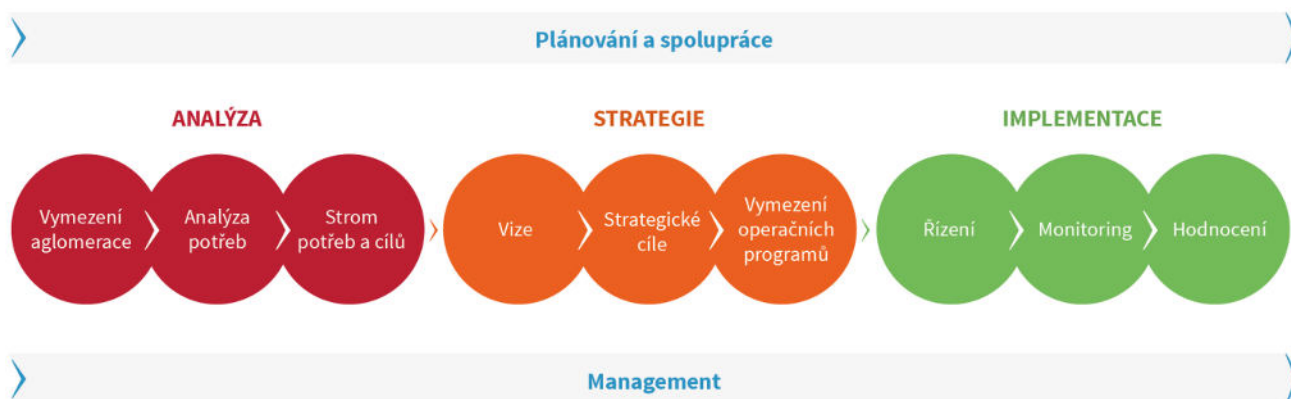 Plánování a spolupráce
ANALÝZA
STRATEGIE
IMPLEMENTACE
Vymezení
aglomerace
Analýza
potřeb
Strom
potřeb a cílů
Vize
Strategické
cíle
Vymezení
operačních
programů
Řízení
Monitoring
Hodnocení
Management